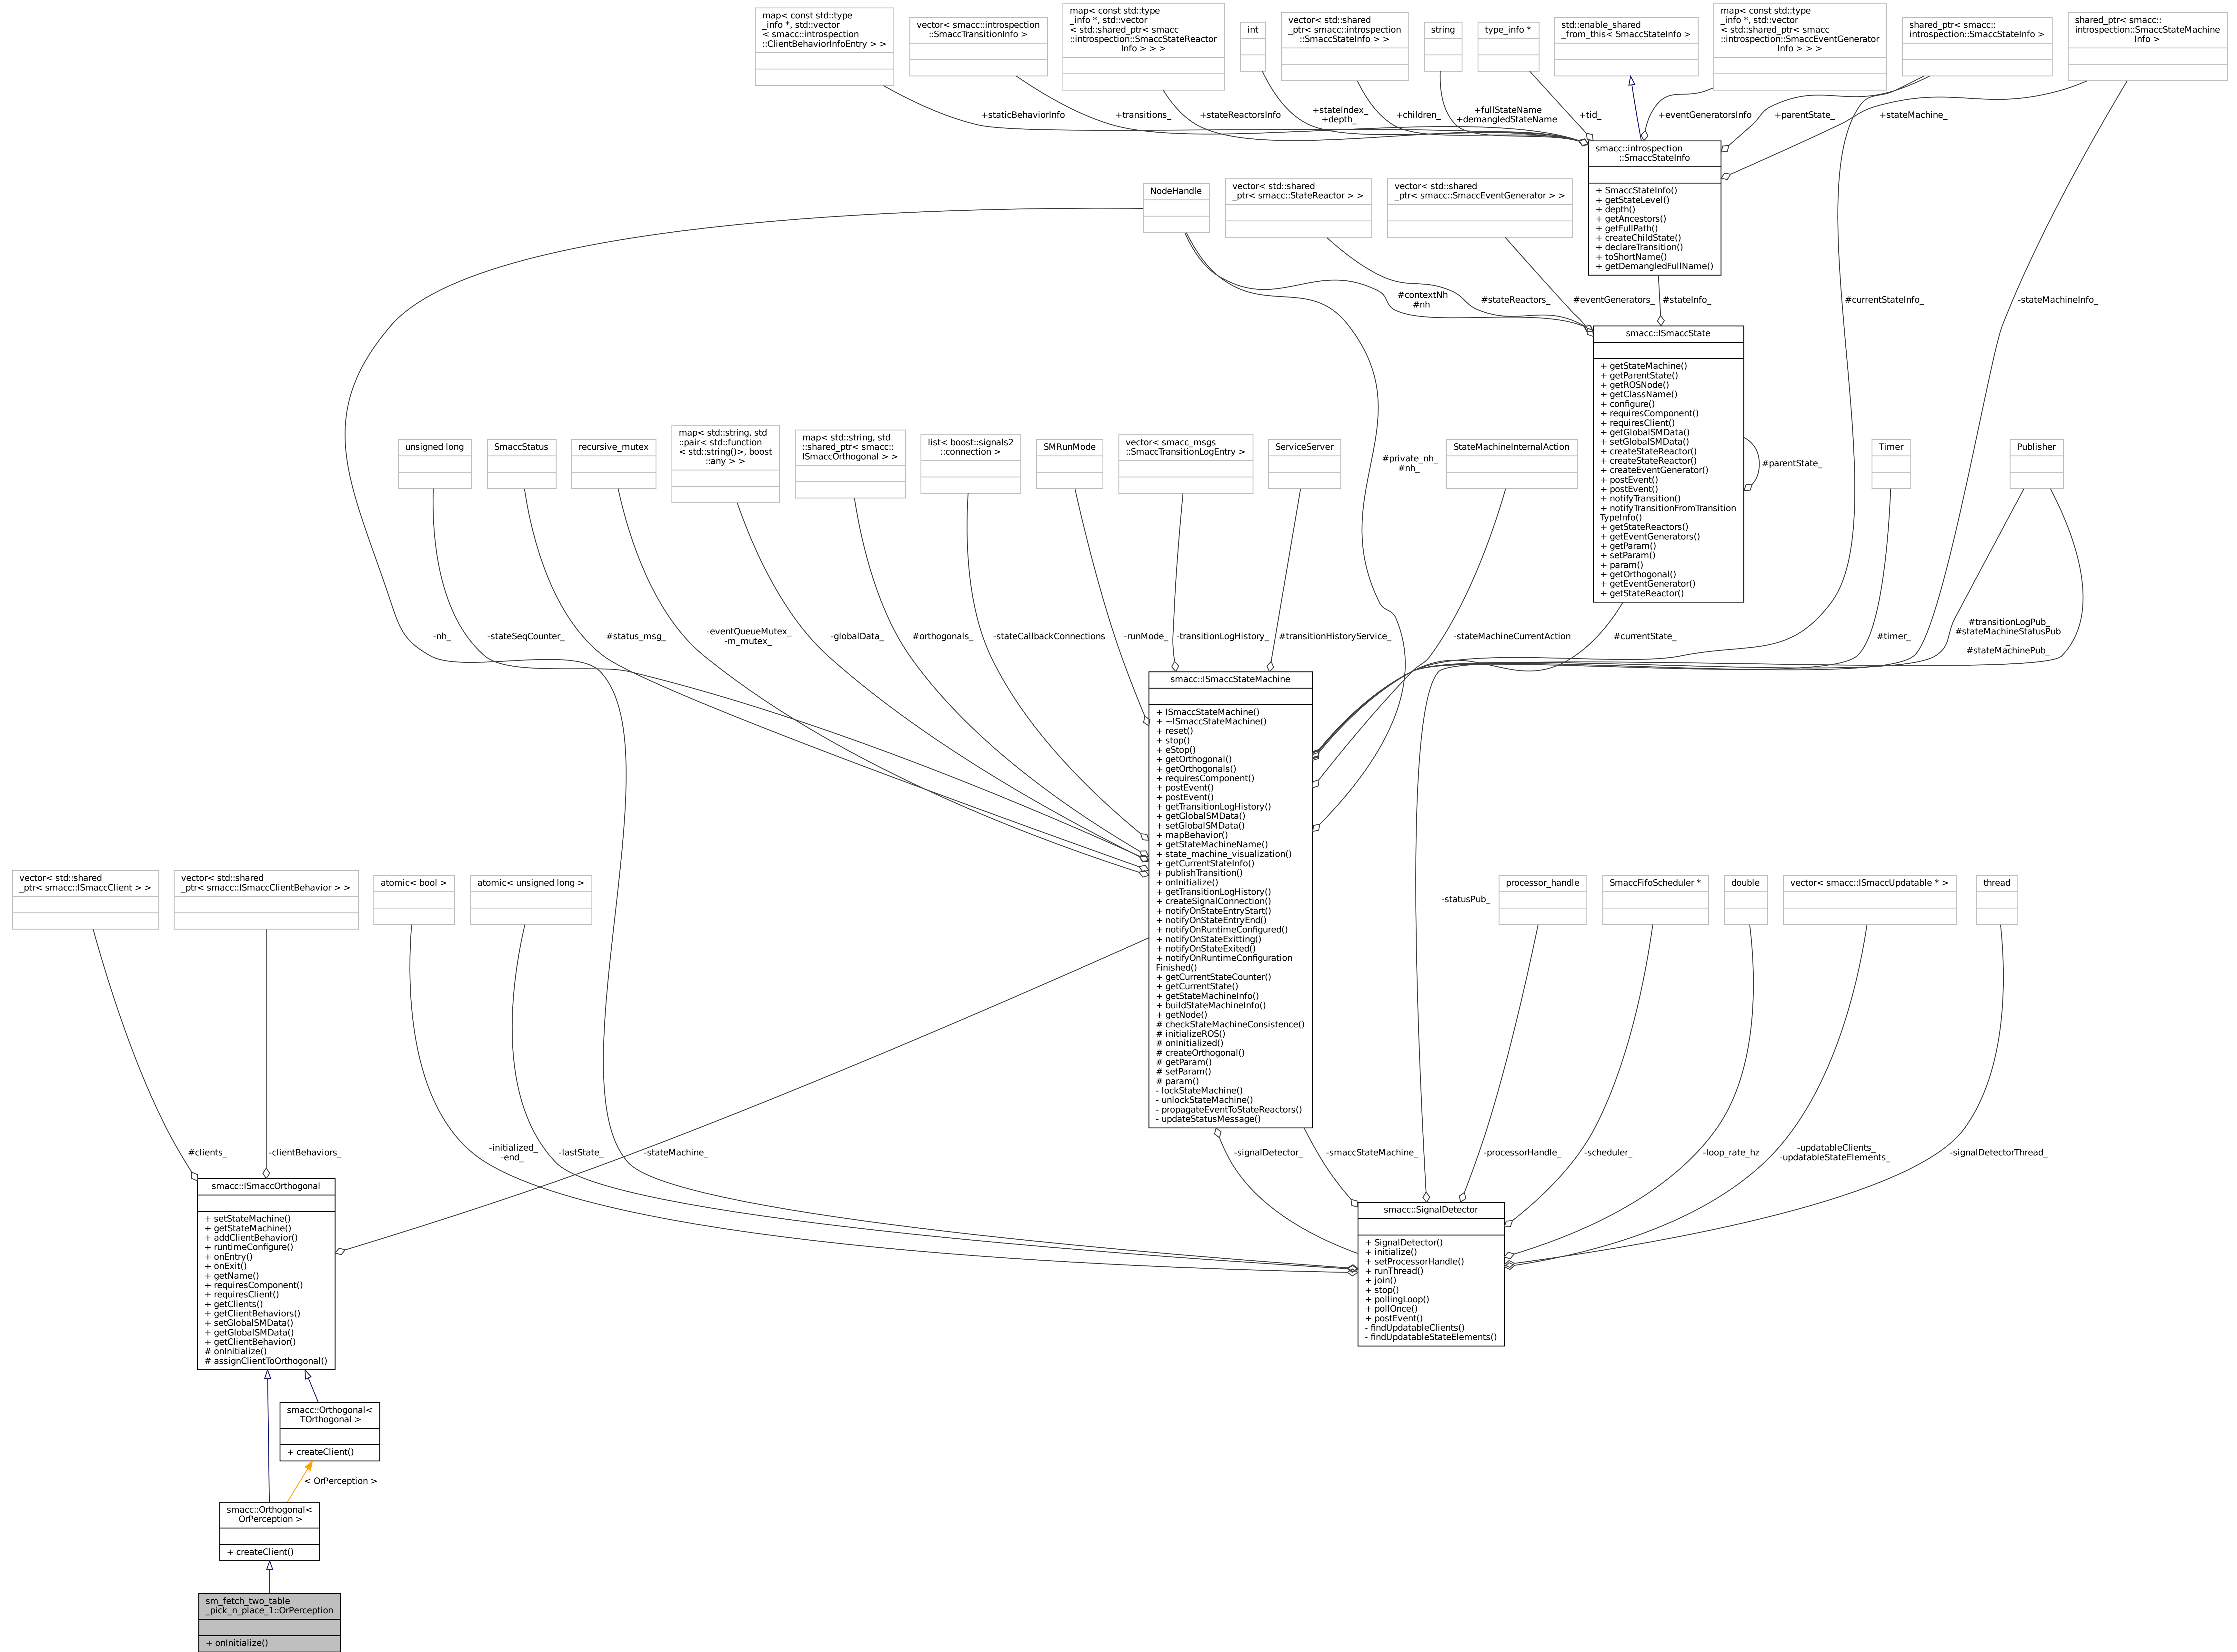 map< const std::type
_info *, std::vector
< smacc::introspection
::ClientBehaviorInfoEntry > >
vector< smacc::introspection
::SmaccTransitionInfo >
map< const std::type
_info *, std::vector
< std::shared_ptr< smacc
::introspection::SmaccStateReactor
Info > > >
int
vector< std::shared
_ptr< smacc::introspection
::SmaccStateInfo > >
string
type_info *
std::enable_shared
_from_this< SmaccStateInfo >
map< const std::type
_info *, std::vector
< std::shared_ptr< smacc
::introspection::SmaccEventGenerator
Info > > >
shared_ptr< smacc::
introspection::SmaccStateInfo >
shared_ptr< smacc::
introspection::SmaccStateMachine
Info >
+staticBehaviorInfo
+transitions_
+stateReactorsInfo
+stateIndex_
+depth_
+children_
+fullStateName
+demangledStateName
+tid_
+eventGeneratorsInfo
+parentState_
+stateMachine_
smacc::introspection
::SmaccStateInfo
+ SmaccStateInfo()
+ getStateLevel()
+ depth()
+ getAncestors()
+ getFullPath()
+ createChildState()
+ declareTransition()
+ toShortName()
+ getDemangledFullName()
NodeHandle
vector< std::shared
_ptr< smacc::StateReactor > >
vector< std::shared
_ptr< smacc::SmaccEventGenerator > >
#contextNh
#nh
#stateReactors_
#eventGenerators_
#stateInfo_
#currentStateInfo_
-stateMachineInfo_
smacc::ISmaccState
+ getStateMachine()
+ getParentState()
+ getROSNode()
+ getClassName()
+ configure()
+ requiresComponent()
+ requiresClient()
+ getGlobalSMData()
+ setGlobalSMData()
+ createStateReactor()
+ createStateReactor()
+ createEventGenerator()
+ postEvent()
+ postEvent()
+ notifyTransition()
+ notifyTransitionFromTransition
TypeInfo()
+ getStateReactors()
+ getEventGenerators()
+ getParam()
+ setParam()
+ param()
+ getOrthogonal()
+ getEventGenerator()
+ getStateReactor()
#parentState_
unsigned long
SmaccStatus
recursive_mutex
map< std::string, std
::pair< std::function
< std::string()>, boost
::any > >
map< std::string, std
::shared_ptr< smacc::
ISmaccOrthogonal > >
list< boost::signals2
::connection >
SMRunMode
vector< smacc_msgs
::SmaccTransitionLogEntry >
ServiceServer
#private_nh_
#nh_
StateMachineInternalAction
Timer
Publisher
-nh_
-stateSeqCounter_
#status_msg_
-eventQueueMutex_
-m_mutex_
-globalData_
#orthogonals_
-stateCallbackConnections
-runMode_
-transitionLogHistory_
#transitionHistoryService_
-stateMachineCurrentAction
#currentState_
#timer_
#transitionLogPub_
#stateMachineStatusPub
_
#stateMachinePub_
smacc::ISmaccStateMachine
+ ISmaccStateMachine()
+ ~ISmaccStateMachine()
+ reset()
+ stop()
+ eStop()
+ getOrthogonal()
+ getOrthogonals()
+ requiresComponent()
+ postEvent()
+ postEvent()
+ getTransitionLogHistory()
+ getGlobalSMData()
+ setGlobalSMData()
+ mapBehavior()
+ getStateMachineName()
+ state_machine_visualization()
+ getCurrentStateInfo()
+ publishTransition()
+ onInitialize()
+ getTransitionLogHistory()
+ createSignalConnection()
+ notifyOnStateEntryStart()
+ notifyOnStateEntryEnd()
+ notifyOnRuntimeConfigured()
+ notifyOnStateExitting()
+ notifyOnStateExited()
+ notifyOnRuntimeConfiguration
Finished()
+ getCurrentStateCounter()
+ getCurrentState()
+ getStateMachineInfo()
+ buildStateMachineInfo()
+ getNode()
# checkStateMachineConsistence()
# initializeROS()
# onInitialized()
# createOrthogonal()
# getParam()
# setParam()
# param()
- lockStateMachine()
- unlockStateMachine()
- propagateEventToStateReactors()
- updateStatusMessage()
vector< std::shared
_ptr< smacc::ISmaccClient > >
vector< std::shared
_ptr< smacc::ISmaccClientBehavior > >
atomic< bool >
atomic< unsigned long >
-statusPub_
processor_handle
SmaccFifoScheduler *
double
vector< smacc::ISmaccUpdatable * >
thread
#clients_
-clientBehaviors_
-initialized_
-end_
-lastState_
-stateMachine_
-signalDetector_
-smaccStateMachine_
-processorHandle_
-scheduler_
-loop_rate_hz
-updatableClients_
-updatableStateElements_
-signalDetectorThread_
smacc::ISmaccOrthogonal
+ setStateMachine()
+ getStateMachine()
+ addClientBehavior()
+ runtimeConfigure()
+ onEntry()
+ onExit()
+ getName()
+ requiresComponent()
+ requiresClient()
+ getClients()
+ getClientBehaviors()
+ setGlobalSMData()
+ getGlobalSMData()
+ getClientBehavior()
# onInitialize()
# assignClientToOrthogonal()
smacc::SignalDetector
+ SignalDetector()
+ initialize()
+ setProcessorHandle()
+ runThread()
+ join()
+ stop()
+ pollingLoop()
+ pollOnce()
+ postEvent()
- findUpdatableClients()
- findUpdatableStateElements()
smacc::Orthogonal<
TOrthogonal >
+ createClient()
< OrPerception >
smacc::Orthogonal<
OrPerception >
+ createClient()
sm_fetch_two_table
_pick_n_place_1::OrPerception
+ onInitialize()